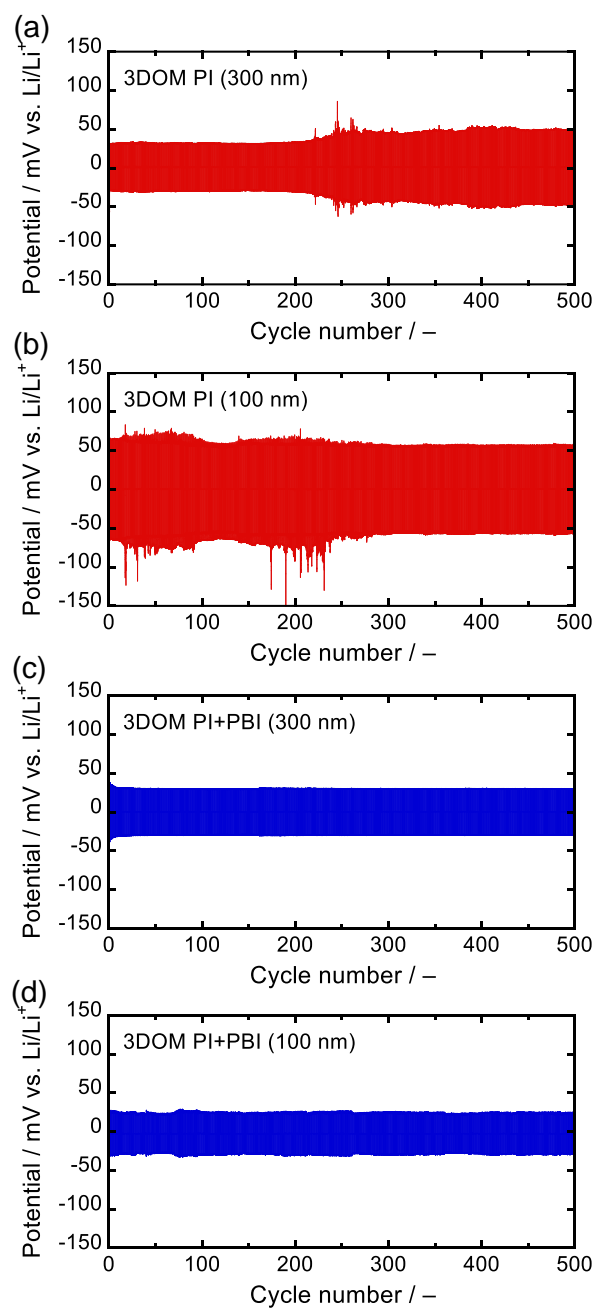 (a)
3DOM PI (300 nm)
Potential / mV vs. Li/Li⁺
150
100
50
0
-50
-100
-150
0 100 200 300 400 500
Cycle number / –
(b)
3DOM PI (100 nm)
Potential / mV vs. Li/Li⁺
150
100
50
0
-50
-100
-150
0 100 200 300 400 500
Cycle number / –
(c)
3DOM PI+PBI (300 nm)
Potential / mV vs. Li/Li⁺
150
100
50
0
-50
-100
-150
0 100 200 300 400 500
Cycle number / –
(d)
3DOM PI+PBI (100 nm)
Potential / mV vs. Li/Li⁺
150
100
50
0
-50
-100
-150
0 100 200 300 400 500
Cycle number / –